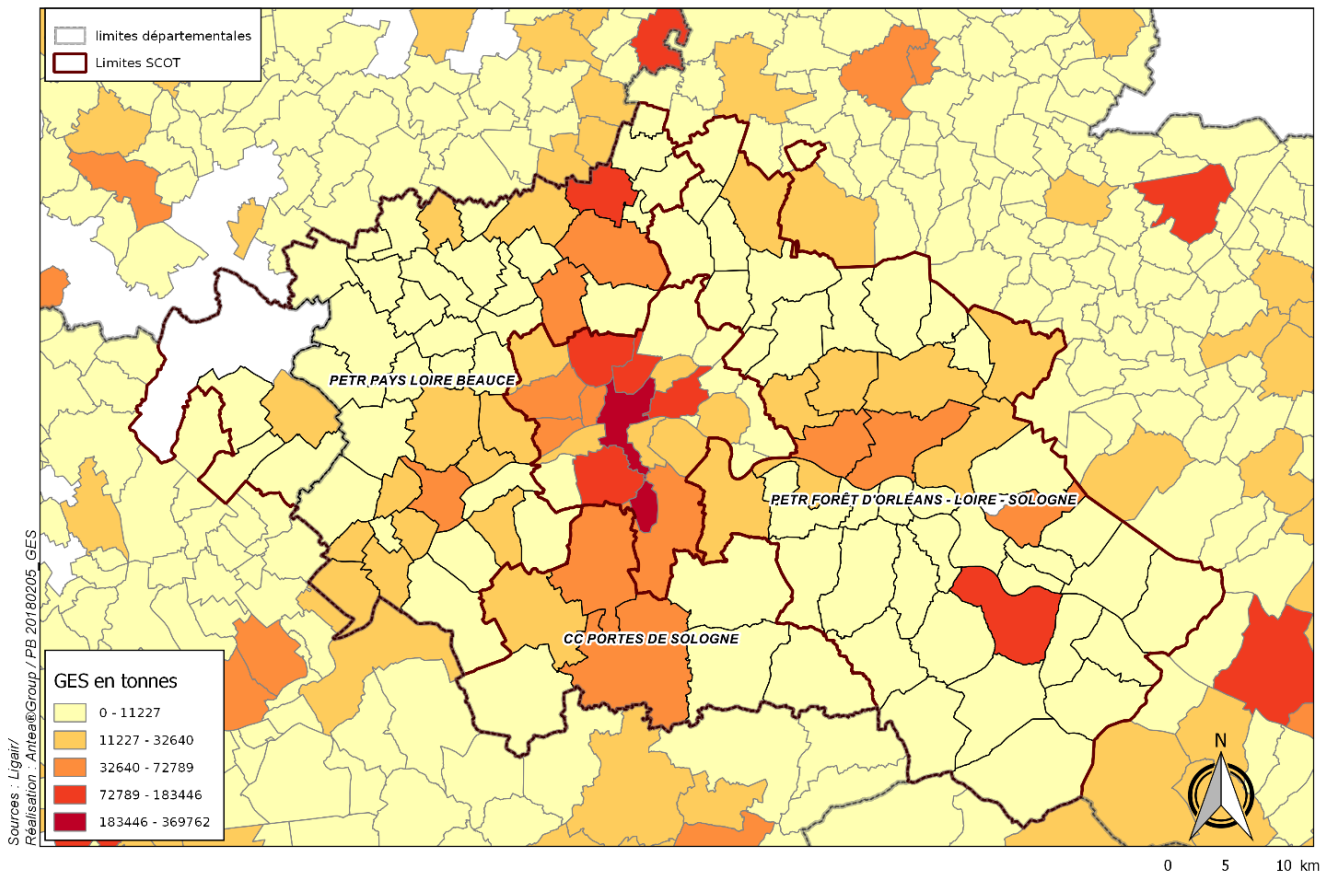 limites départementales
Limites SCOT
PETR PAYS LOIRE BEAUCE
PETR FORÊT D'ORLÉANS - LOIRE - SOLOGNE
CC PORTES DE SOLOGNE
GES en tonnes
0 - 11227
11227 - 32640
32640 - 72789
72789 - 183446
183446 - 369762
Sources : Ligair/
Réalisation : Antea®Group / PB 20180205_GES
N
0 5 10 km